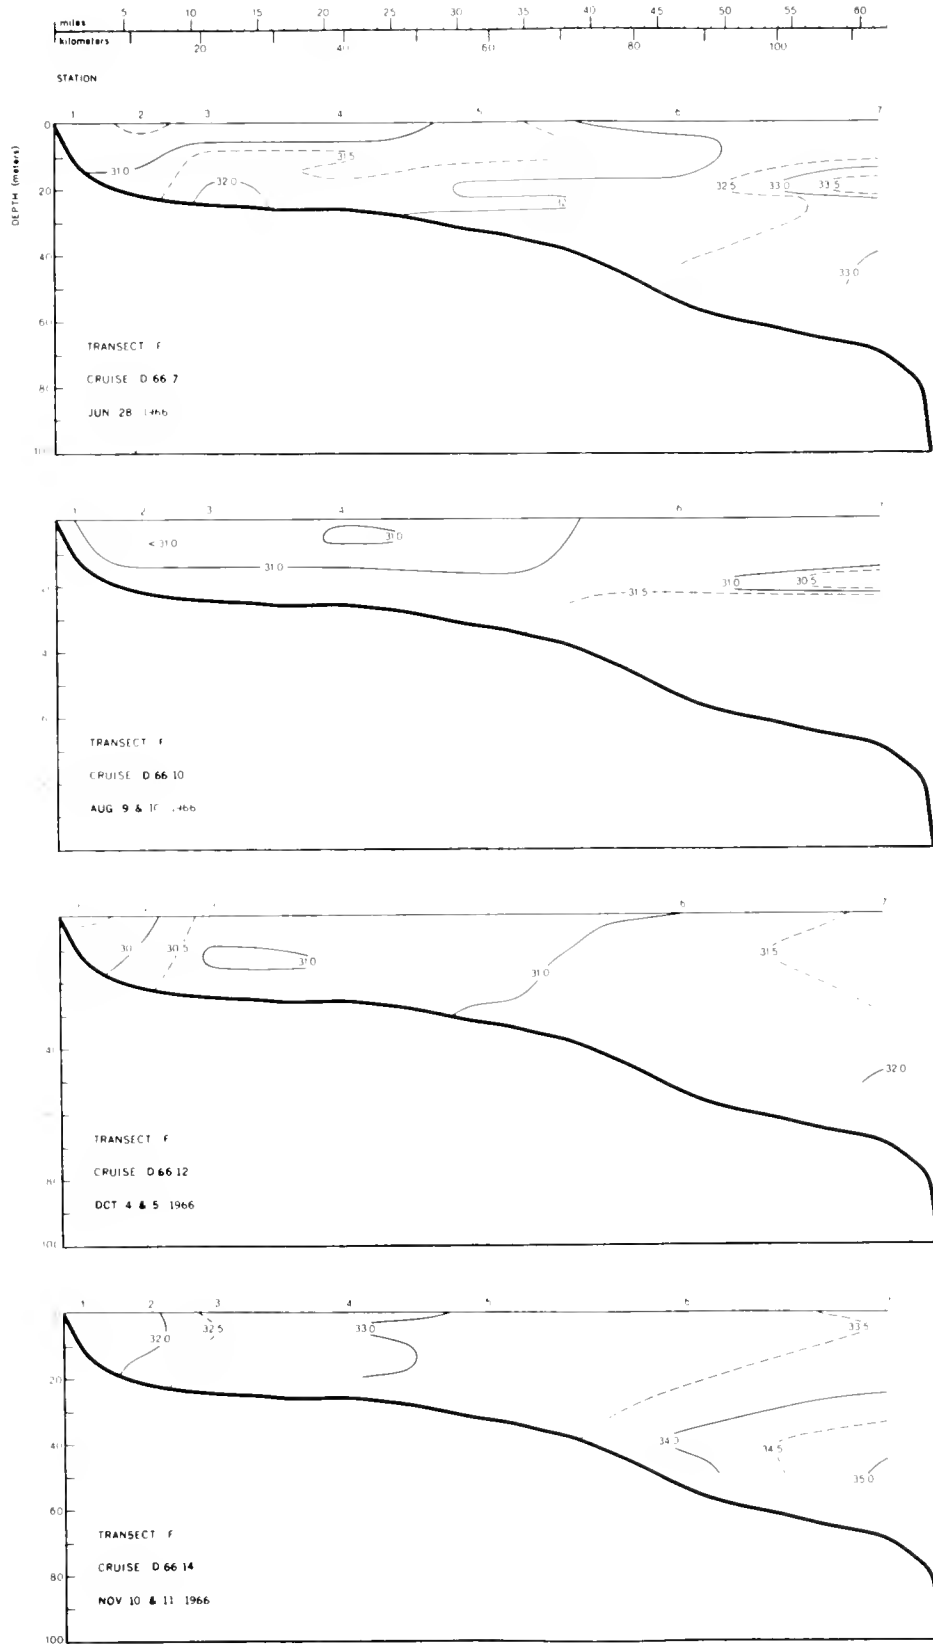 miles 5 10 15 20 25 30 35 40 45 50 55 60
kilometers 20 40 60 80 100
STATION
1 2 3 4 5 6 7
DEPTH (meters)
0
20
40
60
80
31.0 32.0 31.5 32.5 33.0 33.5
33.0
TRANSECT F
CRUISE D 66 7
JUN 28 1966
1 2 3 4 6 7
< 31.0 31.0
31.0 31.5 31.0 30.5
TRANSECT F
CRUISE D 66 10
AUG 9 & 10 1966
6 7
30 30.5 31.0 31.0 31.5
32.0
40
80
100
TRANSECT F
CRUISE D 66 12
OCT 4 & 5 1966
1 2 3 4 5 6
32.0 32.5 33.0 33.5
20
40
34.0 34.5
35.0
60
80
100
TRANSECT F
CRUISE D 66 14
NOV 10 & 11 1966